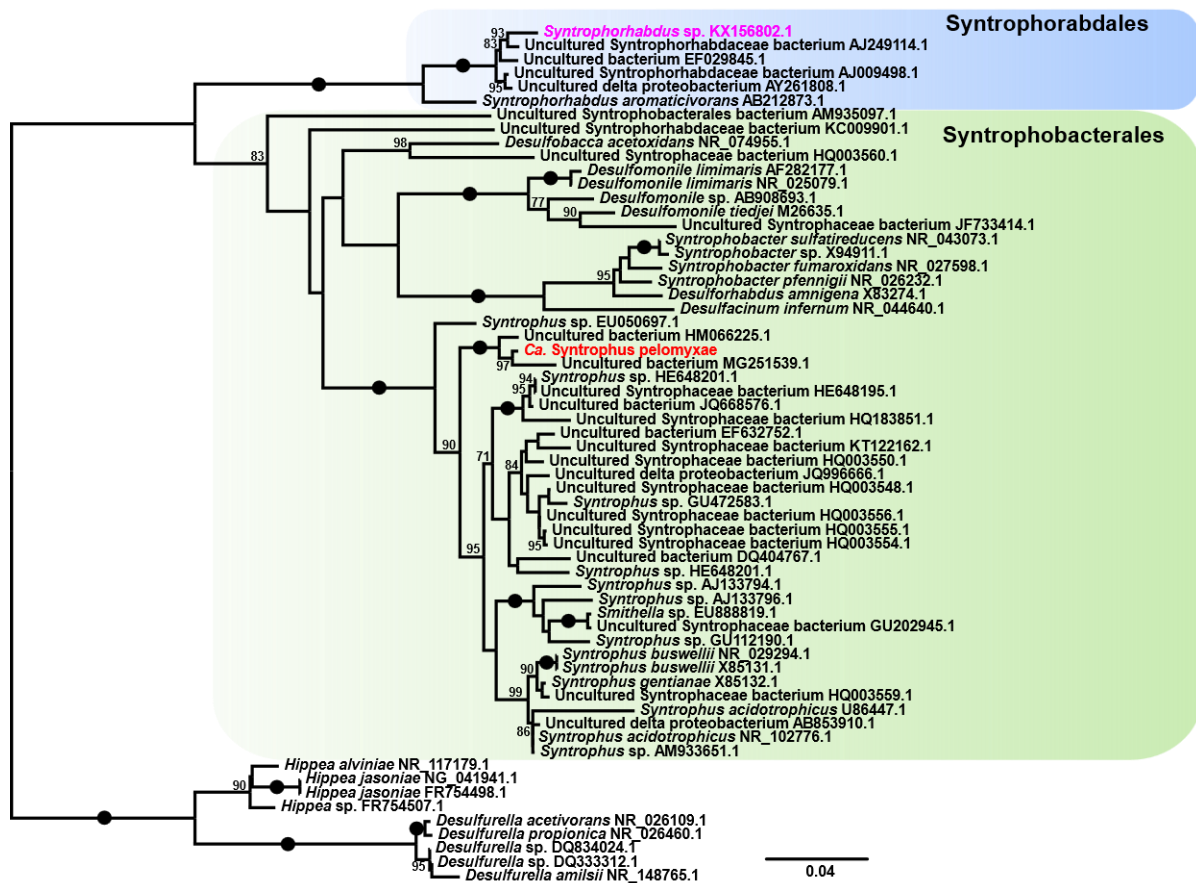 Syntrophorabdales
93
Syntrophorhabdus sp. KX156802.1
83
Uncultured Syntrophorhabdaceae bacterium AJ249114.1
Uncultured bacterium EF029845.1
Uncultured Syntrophorhabdaceae bacterium AJ009498.1
95
Uncultured delta proteobacterium AY261808.1
Syntrophorhabdus aromaticivorans AB212873.1
Uncultured Syntrophobacterales bacterium AM935097.1
Syntrophobacterales
Uncultured Syntrophorhabdaceae bacterium KC009901.1
83
98
Desulfobacca acetoxidans NR_074955.1
Uncultured Syntrophaceae bacterium HQ003560.1
Desulfomonile limimaris AF282177.1
Desulfomonile limimaris NR_025079.1
77
Desulfomonile sp. AB908693.1
90
Desulfomonile tiedjei M26635.1
Uncultured Syntrophaceae bacterium JF733414.1
Syntrophobacter sulfatireducens NR_043073.1
Syntrophobacter sp. X94911.1
Syntrophobacter fumaroxidans NR_027598.1
95
Syntrophobacter pfennigii NR_026232.1
Desulforhabdus amnigena X83274.1
Desulfacinum infernum NR_044640.1
Syntrophus sp. EU050697.1
Uncultured bacterium HM066225.1
Ca. Syntrophus pelomyxae
97
Uncultured bacterium MG251539.1
94
Syntrophus sp. HE648201.1
95
Uncultured Syntrophaceae bacterium HE648195.1
Uncultured bacterium JQ668576.1
Uncultured Syntrophaceae bacterium HQ183851.1
90
71
Uncultured bacterium EF632752.1
Uncultured Syntrophaceae bacterium KT122162.1
84
Uncultured Syntrophaceae bacterium HQ003550.1
Uncultured delta proteobacterium JQ996666.1
Uncultured Syntrophaceae bacterium HQ003548.1
Syntrophus sp. GU472583.1
Uncultured Syntrophaceae bacterium HQ003556.1
Uncultured Syntrophaceae bacterium HQ003555.1
95
95
Uncultured Syntrophaceae bacterium HQ003554.1
Uncultured bacterium DQ404767.1
Syntrophus sp. HE648201.1
Syntrophus sp. AJ133794.1
Syntrophus sp. AJ133796.1
Smithella sp. EU888819.1
Uncultured Syntrophaceae bacterium GU202945.1
Syntrophus sp. GU112190.1
Syntrophus buswellii NR_029294.1
90
Syntrophus buswellii X85131.1
Syntrophus gentianae X85132.1
99
Uncultured Syntrophaceae bacterium HQ003559.1
Syntrophus acidotrophicus U86447.1
86
Uncultured delta proteobacterium AB853910.1
Syntrophus acidotrophicus NR_102776.1
Syntrophus sp. AM933651.1
Hippea alviniae NR_117179.1
90
Hippea jasoniae NG_041941.1
Hippea jasoniae FR754498.1
Hippea sp. FR754507.1
Desulfurella acetivorans NR_026109.1
Desulfurella propionica NR_026460.1
Desulfurella sp. DQ834024.1
Desulfurella sp. DQ333312.1
95
Desulfurella amilsii NR_148765.1
0.04